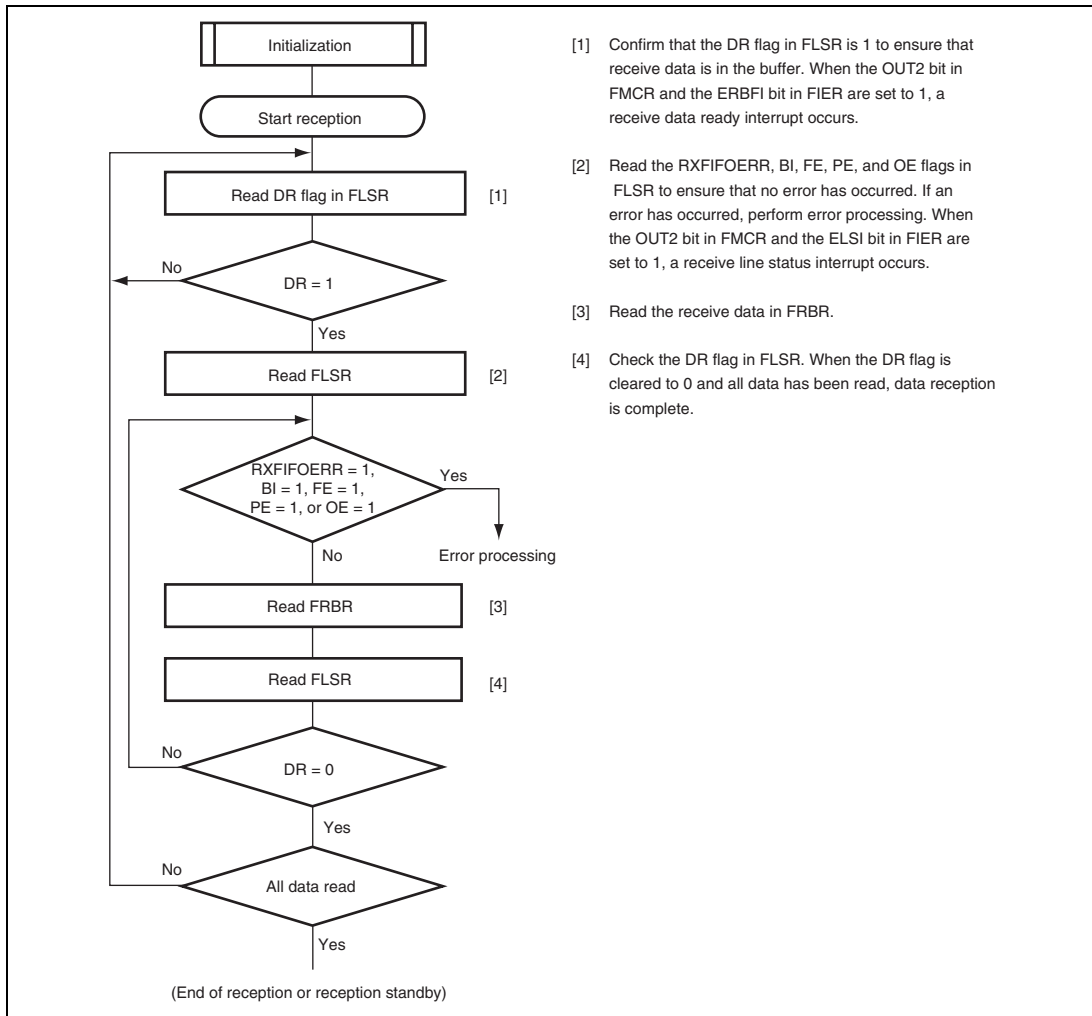 Initialization
Start reception
Read DR flag in FLSR
[1]
No
DR = 1
Yes
Read FLSR
[2]
RXFIFOERR = 1,
BI = 1, FE = 1,
PE = 1, or OE = 1
Yes
No
Error processing
Read FRBR
[3]
Read FLSR
[4]
No
DR = 0
Yes
No
All data read
Yes
(End of reception or reception standby)
[1] Confirm that the DR flag in FLSR is 1 to ensure that
receive data is in the buffer. When the OUT2 bit in
FMCR and the ERBFI bit in FIER are set to 1, a
receive data ready interrupt occurs.
[2] Read the RXFIFOERR, BI, FE, PE, and OE flags in
FLSR to ensure that no error has occurred. If an
error has occurred, perform error processing. When
the OUT2 bit in FMCR and the ELSI bit in FIER are
set to 1, a receive line status interrupt occurs.
[3] Read the receive data in FRBR.
[4] Check the DR flag in FLSR. When the DR flag is
cleared to 0 and all data has been read, data reception
is complete.